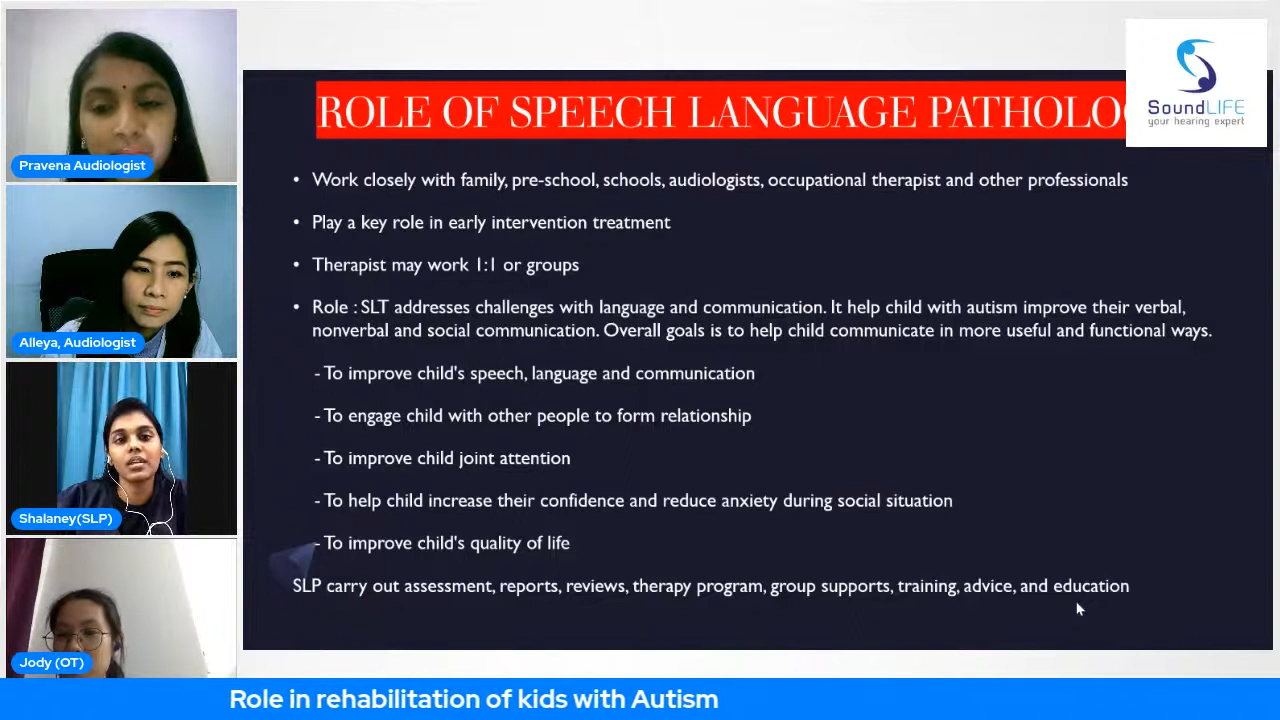 Pravena Audiologist
Alleya, Audiologist
Shalaney(SLP)
Jody (OT)
ROLE OF SPEECH LANGUAGE
SoundLIFE
your hearing expert
• Work closely with family, pre-school, schools, audiologists, occupational therapist and other professionals
• Play a key role in early intervention treatment
• Therapist may work 1:1 or groups
• Role : SLT addresses challenges with language and communication. It help child with autism improve their verbal,
nonverbal and social communication. Overall goals is to help child communicate in more useful and functional ways.
- To improve child's speech, language and communication
- To engage child with other people to form relationship
- To improve child joint attention
- To help child increase their confidence and reduce anxiety during social situation
- To improve child's quality of life
SLP carry out assessment, reports, reviews, therapy program, group supports, training, advice, and education
Role in rehabilitation of kids with Autism